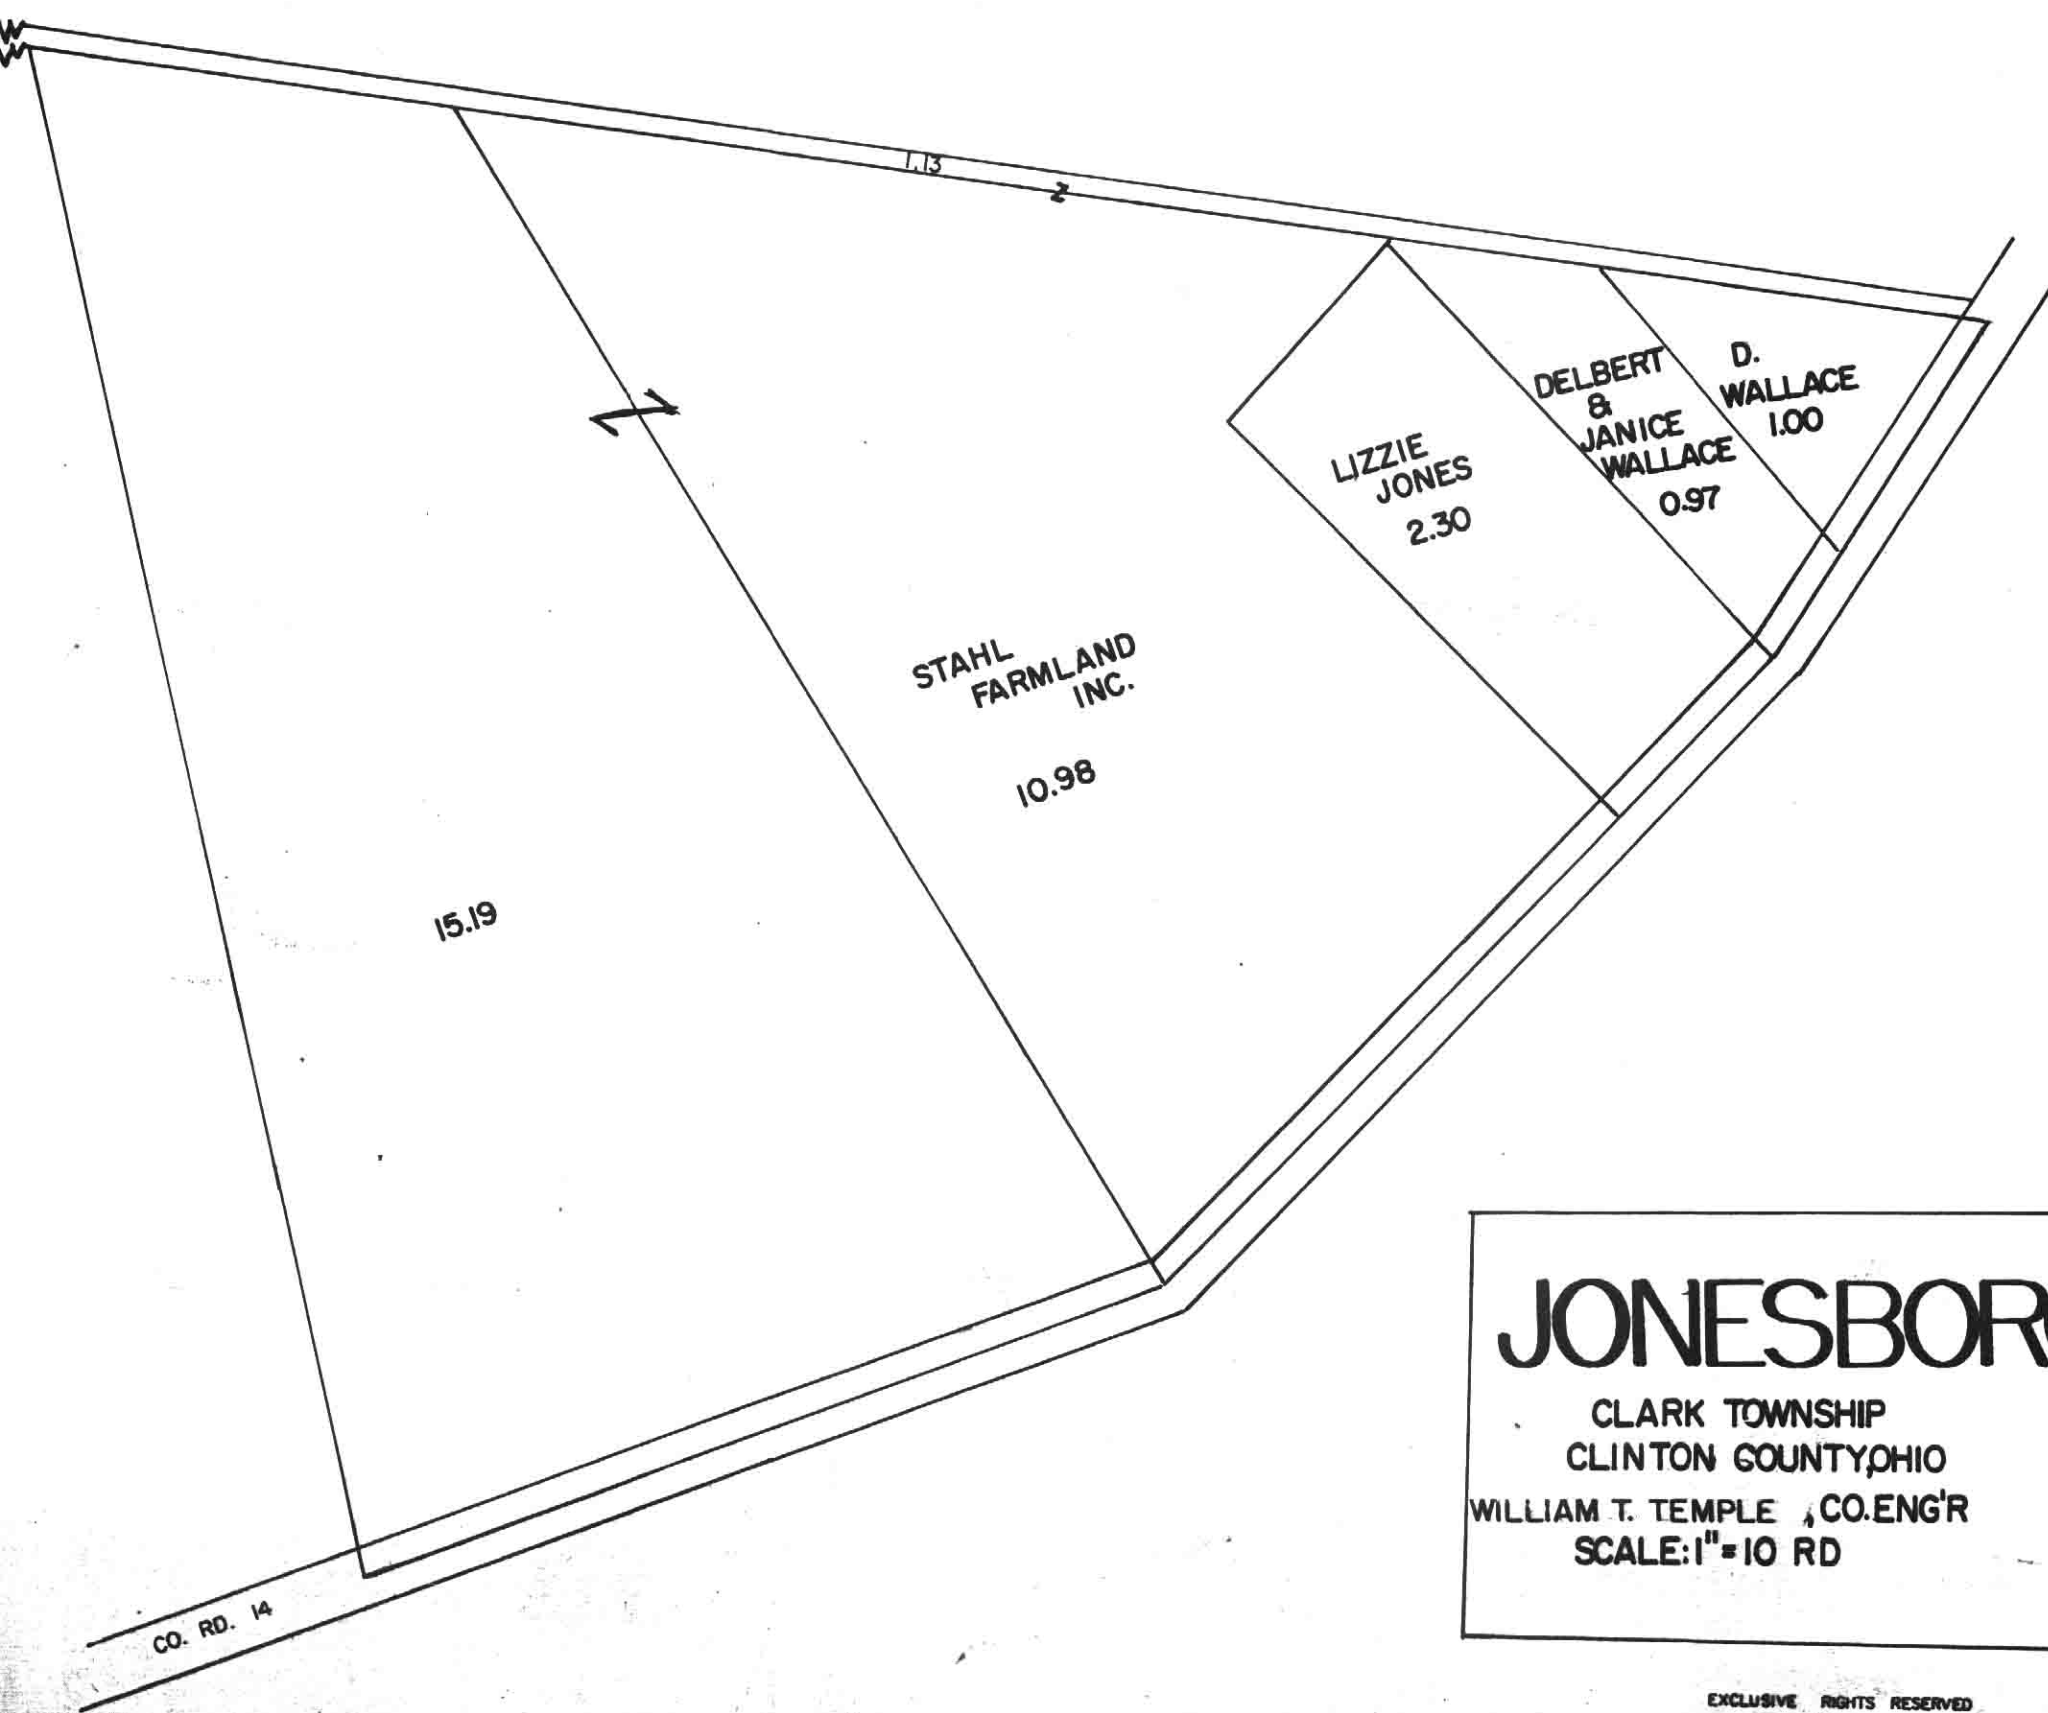 1.13
Z
D.
WALLACE
1.00
DELBERT
&
JANICE
WALLACE
0.97
LIZZIE
JONES
2.30
STAHL
FARMLAND
INC.
10.98
15.19
CO. RD. 14
JONESBOR
CLARK TOWNSHIP
CLINTON COUNTY,OHIO
WILLIAM T. TEMPLE , CO.ENG'R
SCALE:1"=10 RD
EXCLUSIVE RIGHTS RESERVED